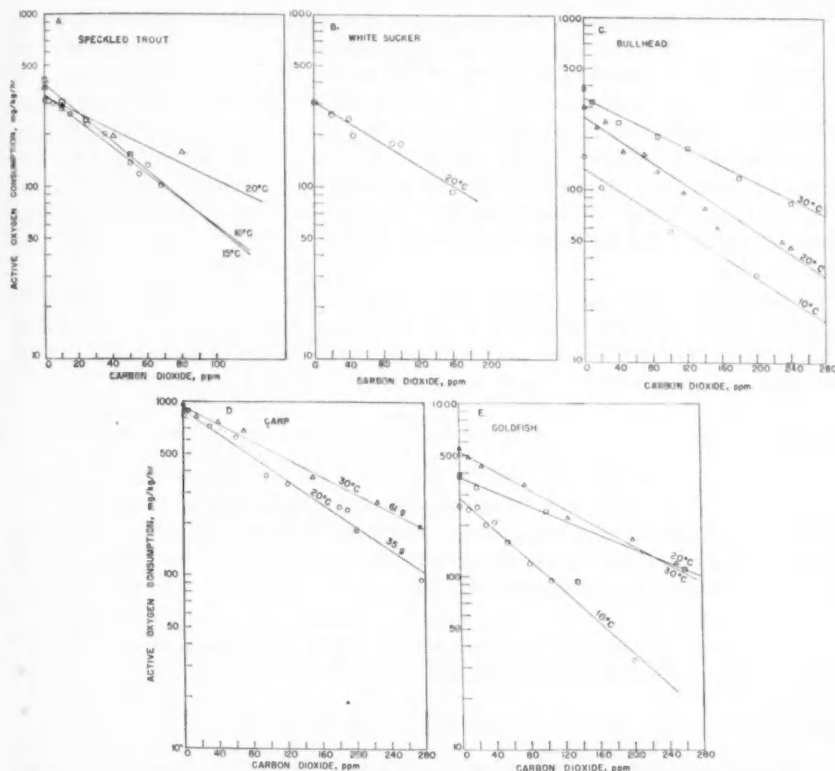 A.
SPECKLED TROUT
ACTIVE OXYGEN CONSUMPTION, mg/kg/hr
1000
500
100
50
10
20°C
10°C
15°C
0 20 40 60 80 100
CARBON DIOXIDE, ppm
B.
WHITE SUCKER
1000
500
100
50
10
20°C
0 40 80 120 160 200
CARBON DIOXIDE, ppm
C.
BULLHEAD
1000
500
100
50
10
30°C
20°C
10°C
0 40 80 120 160 200 240 280
CARBON DIOXIDE, ppm
D.
CARP
ACTIVE OXYGEN CONSUMPTION, mg/kg/hr
1000
500
100
50
10
30°C
61 g
20°C
35 g
0 40 80 120 160 200 240 280
CARBON DIOXIDE, ppm
E.
GOLDFISH
500
100
50
10
20°C
30°C
10°C
0 40 80 120 160 200 240 280
CARBON DIOXIDE, ppm